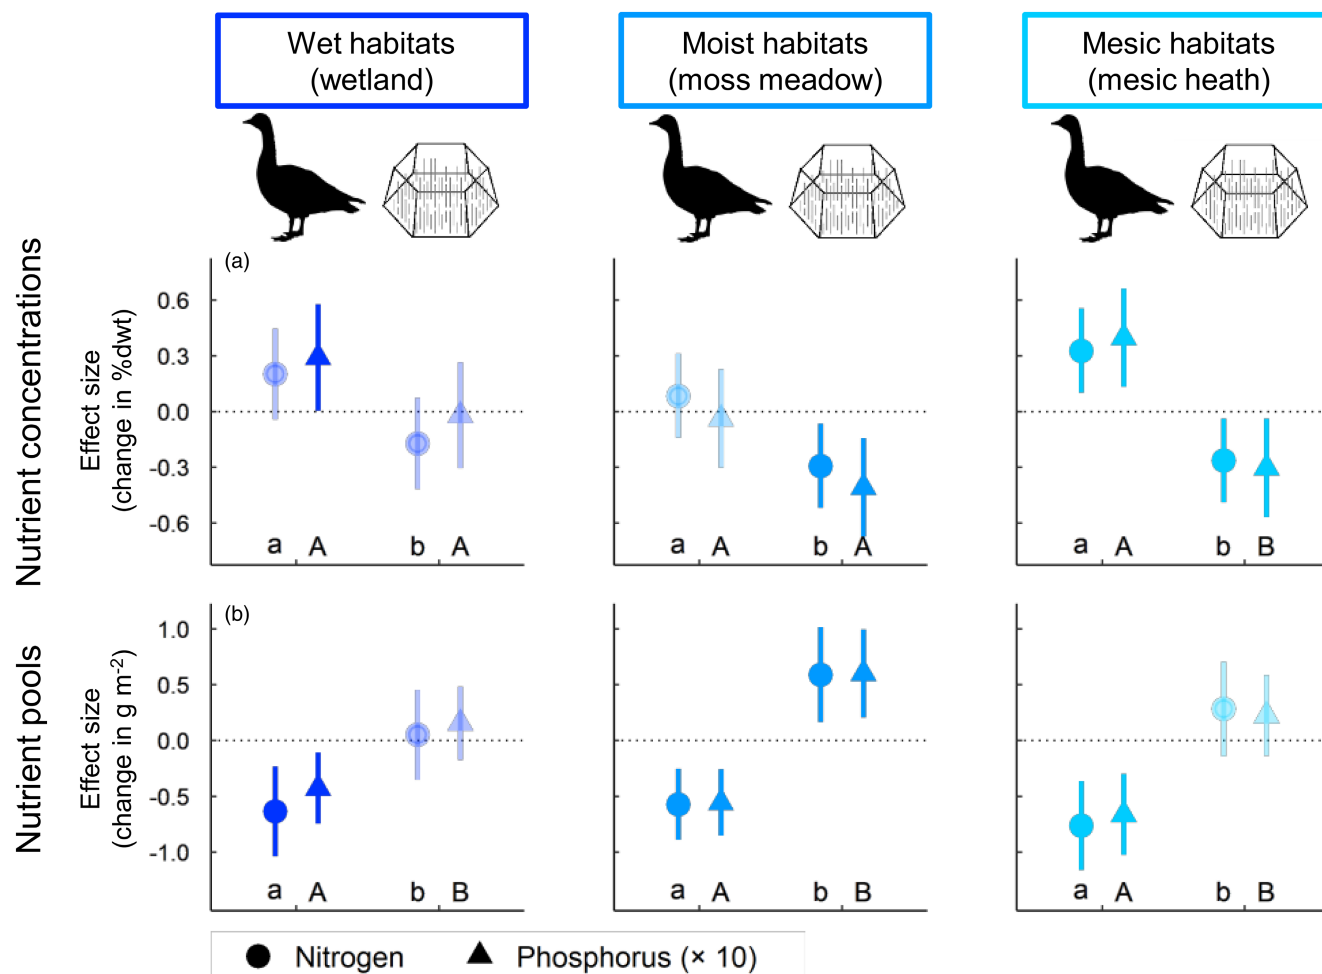 Wet habitats
(wetland)
Moist habitats
(moss meadow)
Mesic habitats
(mesic heath)
Nutrient concentrations
Effect size
(change in %dwt)
(a)
0.6
0.3
0.0
-0.3
-0.6
a A b A
a A b A
a A b B
Nutrient pools
Effect size
(change in g m⁻²)
(b)
1.0
0.5
0.0
-0.5
-1.0
a A b B
a A b B
a A b B
Nitrogen
Phosphorus (× 10)